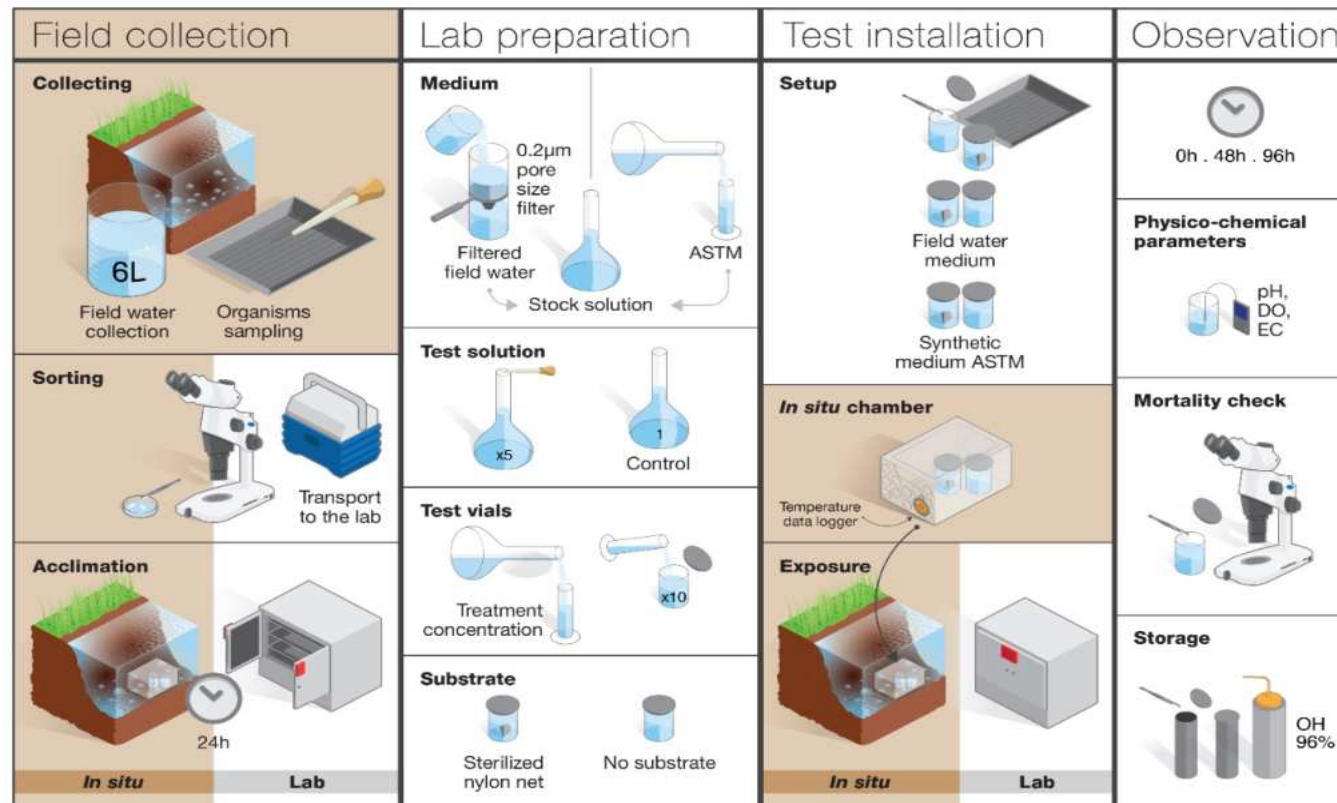 Field collection
Collecting
6L
Field water
collection
Organisms
sampling
Sorting
Transport
to the lab
Acclimation
24h
In situ
Lab
Lab preparation
Medium
0.2µm
pore
size
filter
Filtered
field water
ASTM
Stock solution
Test solution
x5
1
Control
Test vials
Treatment
concentration
x10
Substrate
Sterilized
nylon net
No substrate
Test installation
Setup
Field water
medium
Synthetic
medium ASTM
In situ chamber
Temperature
data logger
Exposure
In situ
Lab
Observation
0h . 48h . 96h
Physico-chemical
parameters
pH,
DO,
EC
Mortality check
Storage
OH
96%